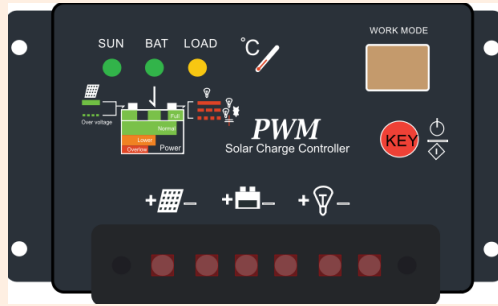 WORK MODE
SUN BAT LOAD °C
Over voltage
Full
Normal
Lower
Overlow Power
PWM
Solar Charge Controller
KEY
+ – + – + –